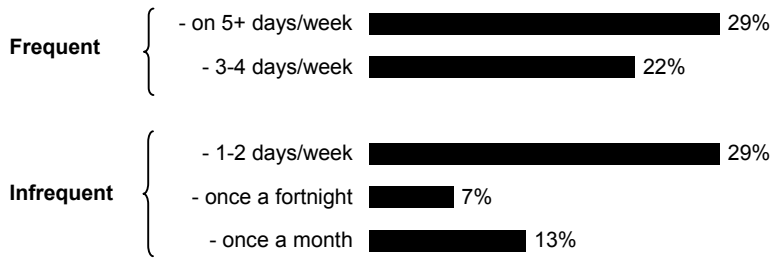 - on 5+ days/week 29%
Frequent
- 3-4 days/week 22%
- 1-2 days/week 29%
Infrequent - once a fortnight 7%
- once a month 13%